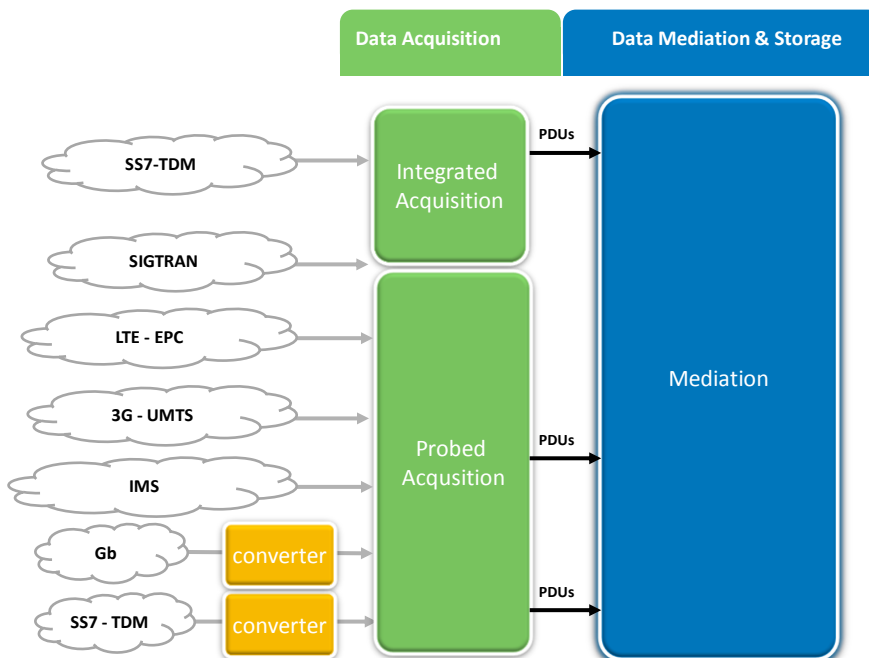 Data Acquisition
Data Mediation & Storage
SS7-TDM
Integrated
Acquisition
PDUs
SIGTRAN
LTE - EPC
Mediation
3G - UMTS
Probed
Acqusition
PDUs
IMS
Gb
converter
SS7 - TDM
converter
PDUs